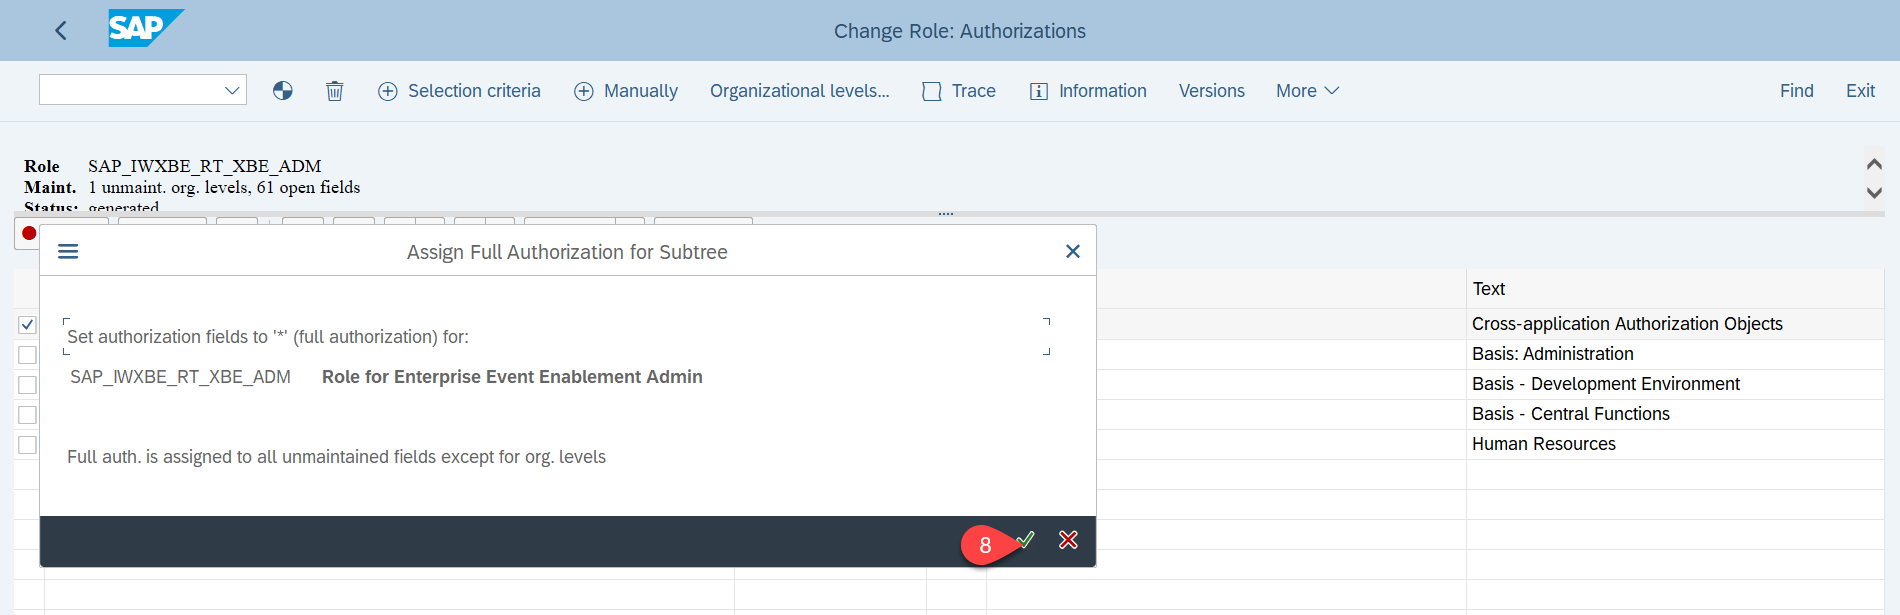 SAP
Change Role: Authorizations
Selection criteria
Manually
Organizational levels...
Trace
Information
Versions
More
Find
Exit
Role SAP_IWXBE_RT_XBE_ADM
Maint. 1 unmaint. org. levels, 61 open fields
Status: generated
Assign Full Authorization for Subtree
Text
Set authorization fields to '*' (full authorization) for:
SAP_IWXBE_RT_XBE_ADM Role for Enterprise Event Enablement Admin
Full auth. is assigned to all unmaintained fields except for org. levels
8
Cross-application Authorization Objects
Basis: Administration
Basis - Development Environment
Basis - Central Functions
Human Resources